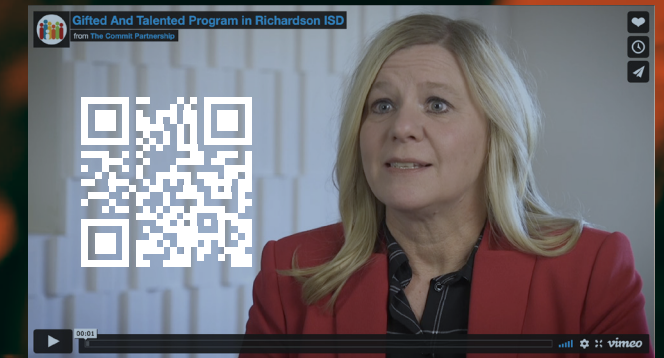 Gifted And Talented Program in Richardson ISD
from The Commit Partnership
00:01
vimeo